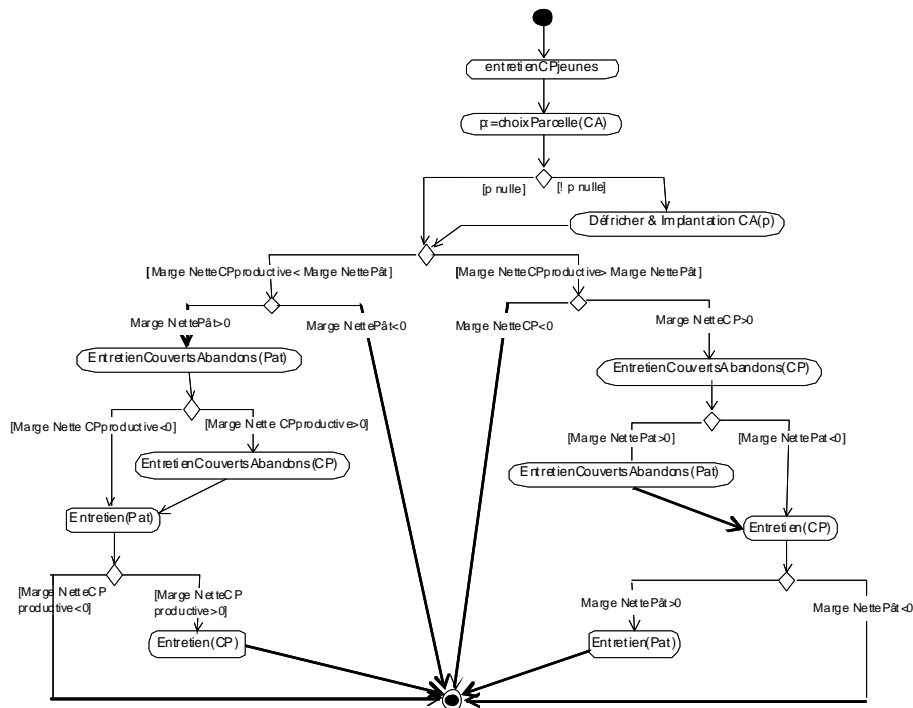 entretienCPjeunes
p:=choixParcelle(CA)
[p nulle]
[! p nulle]
Défricher & Implantation CA(p)
[Marge NetteCPproductive< Marge NettePât]
[Marge NetteCPproductive> Marge NettePât]
Marge NettePât>0
Marge NettePât<0
Marge NetteCP<0
Marge NetteCP>0
EntretienCouvertsAbandons(Pat)
EntretienCouvertsAbandons(CP)
[Marge Nette CPproductive<0]
[Marge Nette CPproductive>0]
[Marge NettePat>0]
[Marge NettePat<0]
EntretienCouvertsAbandons(CP)
EntretienCouvertsAbandons(Pat)
Entretien(Pat)
Entretien(CP)
[Marge NetteCP
productive<0]
[Marge NetteCP
productive>0]
Marge NettePât>0
Marge NettePât<0
Entretien(CP)
Entretien(Pat)